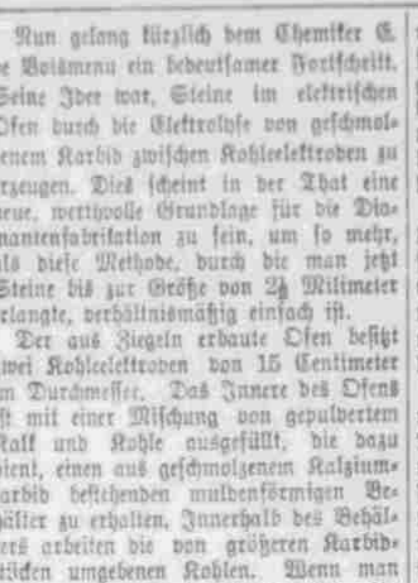 Nun gelang kürzlich dem Chemiker E.
e Boismenu ein bedeutsamer Fortschritt.
Seine Idee war, Steine im elektrischen
Ofen durch die Elektrolyse von geschmol-
enem Karbid zwischen Kohleelektroden zu
rzeugen. Dies scheint in der That eine
neue, werthvolle Grundlage für die Dia-
mantenfabrikation zu sein, um so mehr,
als diese Methode, durch die man jetzt
Steine bis zur Größe von 2½ Milimeter
erlangte, verhältnismäßig einfach ist.
Der aus Ziegeln erbaute Ofen besitzt
zwei Kohleelektroden von 15 Centimeter
im Durchmesser. Das Innere des Ofens
ist mit einer Mischung von gepulvertem
Kalk und Kohle ausgefüllt, die dazu
dient, einen aus geschmolzenem Kalzium-
karbid bestehenden muldenförmigen Be-
hälter zu erhalten. Innerhalb des Behäl-
ters arbeiten die von größeren Karbid-
stücken umgebenen Kohlen. Wenn man